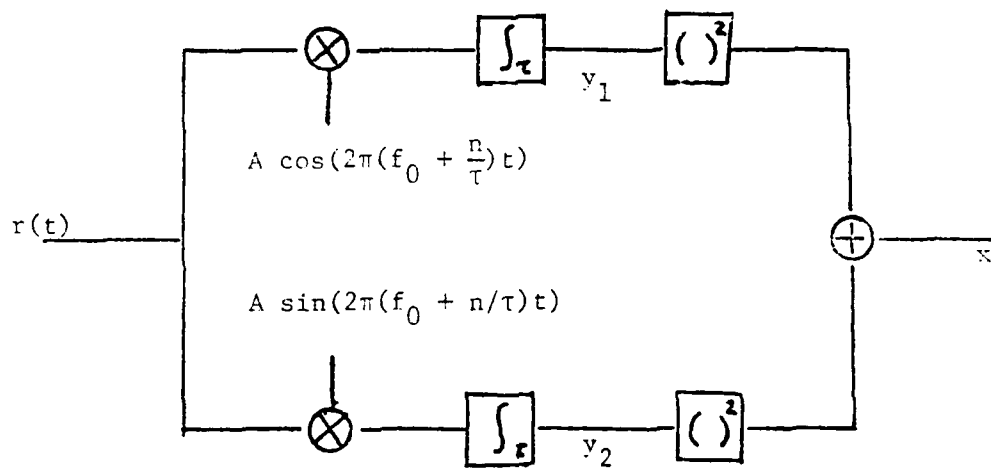 ∫τ
y₁
( )²
A cos(2π(f₀ + n/τ)t)
r(t)
x
A sin(2π(f₀ + n/τ)t)
∫τ
y₂
( )²